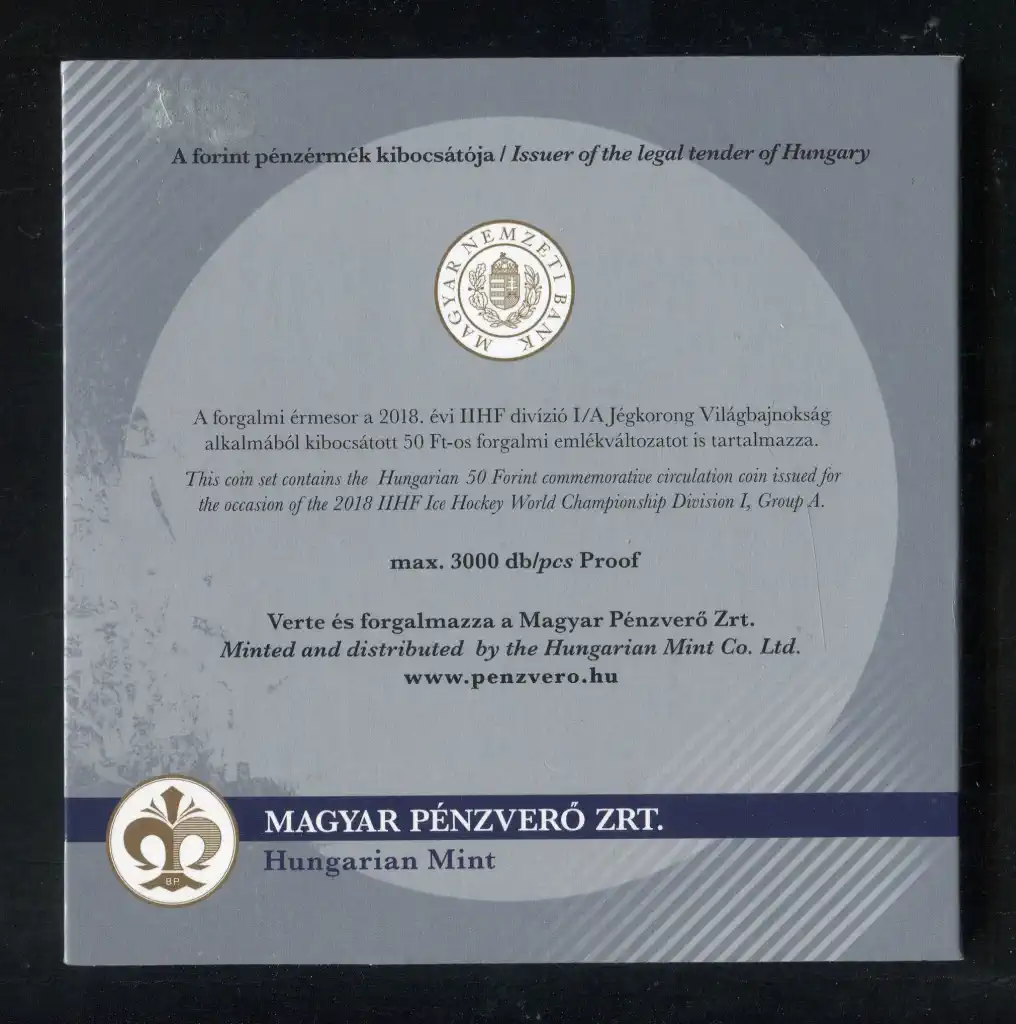 A forint pénzérmék kibocsátója / Issuer of the legal tender of Hungary
MAGYAR NEMZETI BANK
A forgalmi érmesor a 2018. évi IIHF divízió I/A Jégkorong Világbajnokság
alkalmából kibocsátott 50 Ft-os forgalmi emlékváltozatot is tartalmazza.
This coin set contains the Hungarian 50 Forint commemorative circulation coin issued for
the occasion of the 2018 IIHF Ice Hockey World Championship Division I, Group A.
max. 3000 db/pcs Proof
Verte és forgalmazza a Magyar Pénzverő Zrt.
Minted and distributed by the Hungarian Mint Co. Ltd.
www.penzvero.hu
BP.
MAGYAR PÉNZVERŐ ZRT.
Hungarian Mint